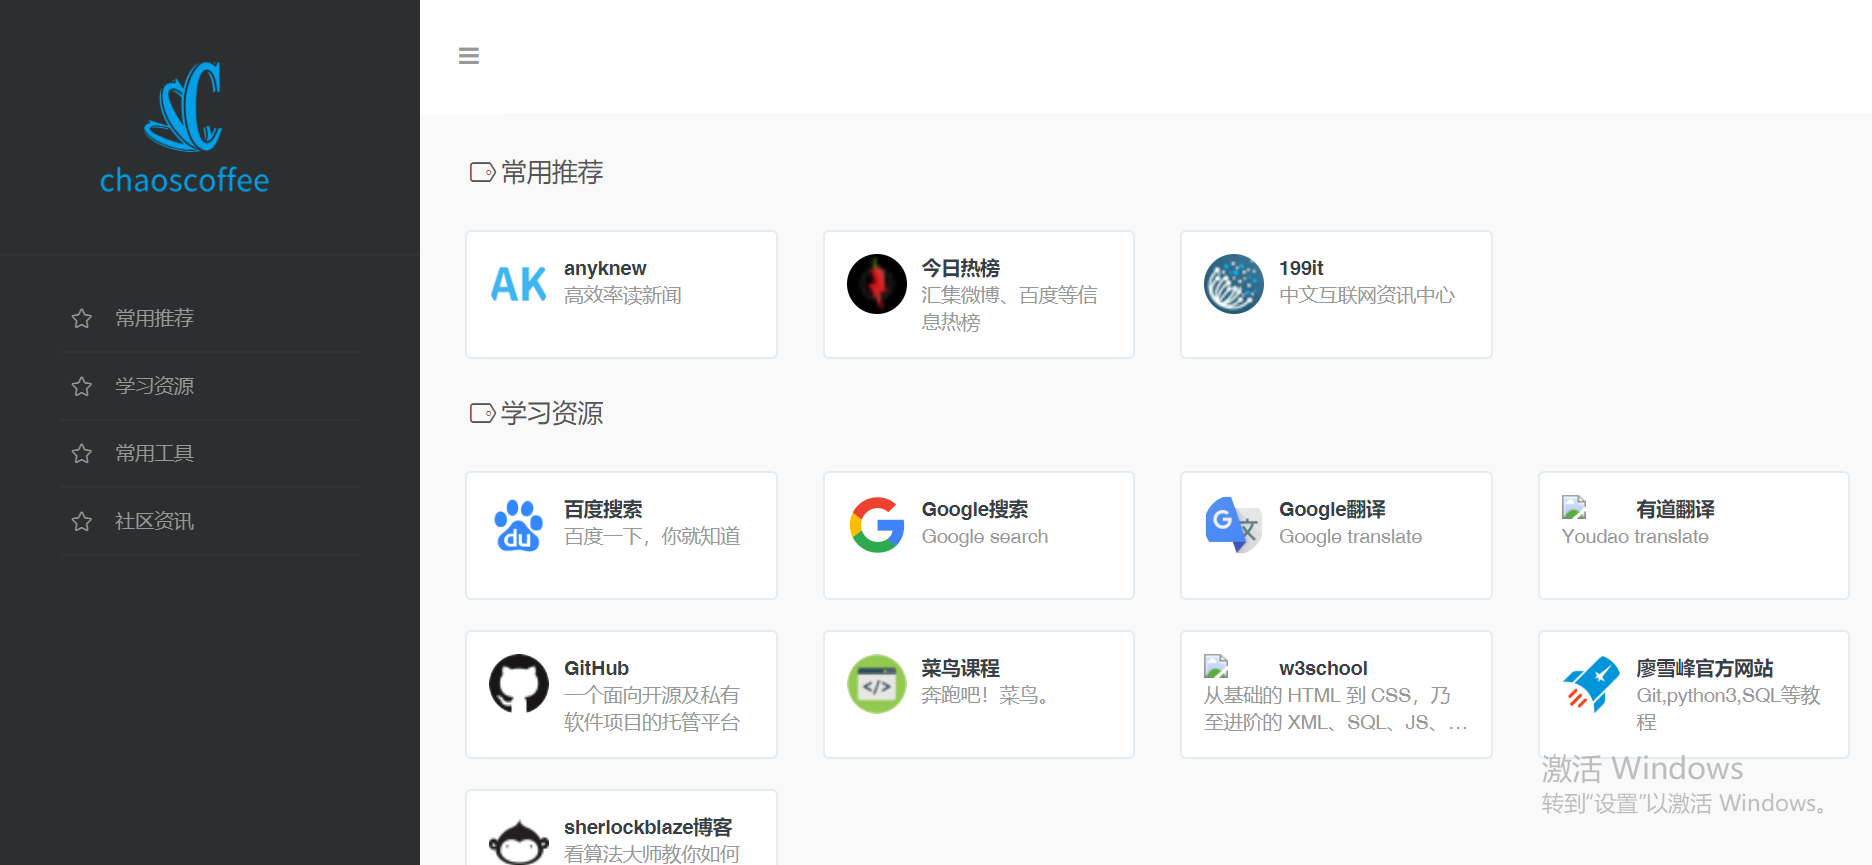 chaoscoffee
常用推荐
学习资源
常用工具
社区资讯
常用推荐
AK
anyknew
高效率读新闻
今日热榜
汇集微博、百度等信
息热榜
199it
中文互联网资讯中心
学习资源
du
百度搜索
百度一下，你就知道
G
Google搜索
Google search
G 文
Google翻译
Google translate
有道翻译
Youdao translate
GitHub
一个面向开源及私有
软件项目的托管平台
</>
菜鸟课程
奔跑吧！菜鸟。
w3school
从基础的 HTML 到 CSS，乃
至进阶的 XML、SQL、JS、…
廖雪峰官方网站
Git,python3,SQL等教
程
sherlockblaze博客
看算法大师教你如何
激活 Windows
转到“设置”以激活 Windows。